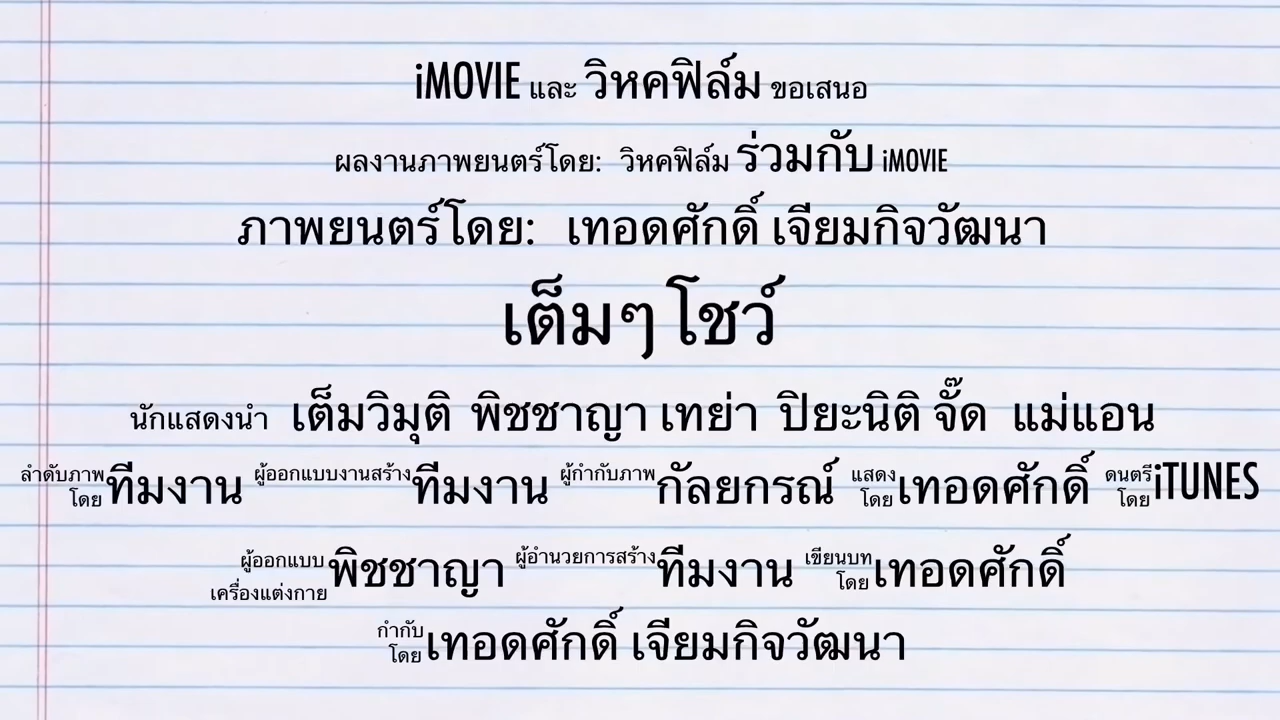 iMOVIE และ วิหคฟิล์ม ขอเสนอ
ผลงานภาพยนตร์โดย: วิหคฟิล์ม ร่วมกับ iMOVIE
ภาพยนตร์โดย: เทอดศักดิ์ เจียมกิจวัฒนา
เต็มๆ โชว์
นักแสดงนำ เต็มวิมุติ พิชชาญา เทย่า ปิยะนิติ จั๊ด แม่แอน
ลำดับภาพโดย ทีมงาน ผู้ออกแบบงานสร้าง ทีมงาน ผู้กำกับภาพ กัลยกรณ์ แสดงโดย เทอดศักดิ์ ดนตรีโดย iTUNES
ผู้ออกแบบเครื่องแต่งกาย พิชชาญา ผู้อำนวยการสร้าง ทีมงาน เขียนบทโดย เทอดศักดิ์
กำกับโดย เทอดศักดิ์ เจียมกิจวัฒนา